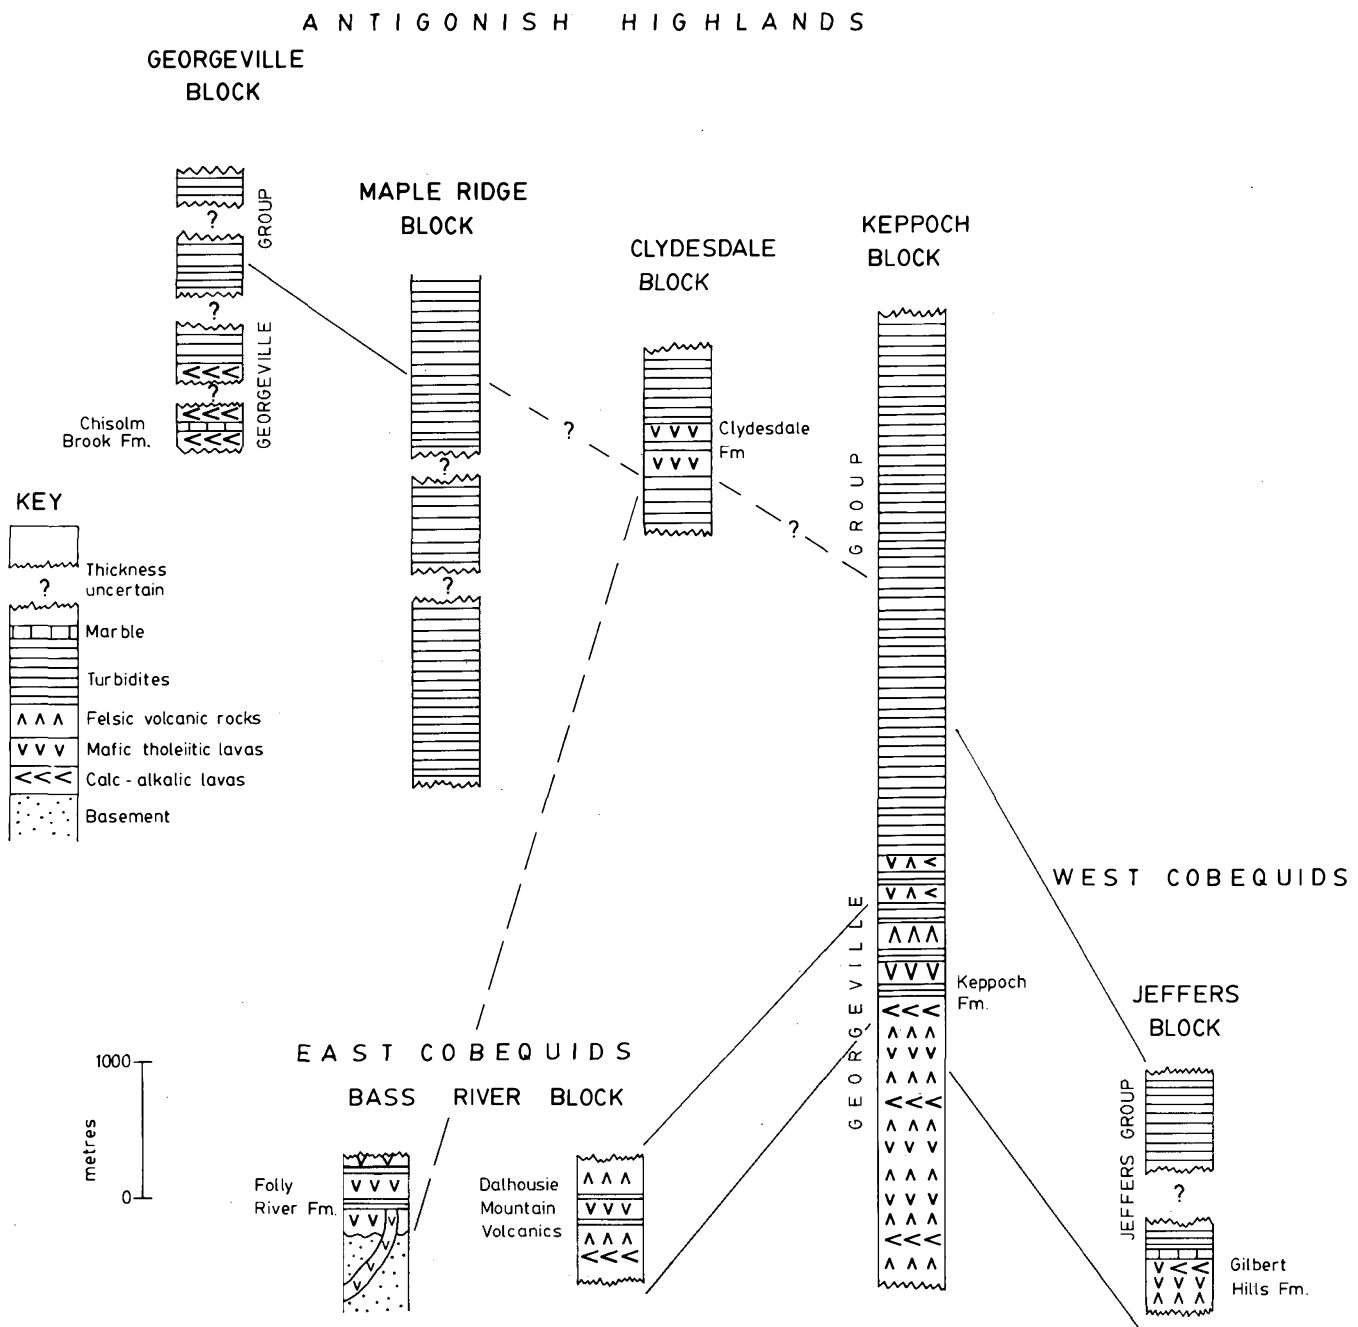 ANTIGONISH HIGHLANDS
GEORGEVILLE
BLOCK
GROUP
GEORGEVILLE
?
?
?
Chisolm
Brook Fm.
MAPLE RIDGE
BLOCK
?
?
?
CLYDESDALE
BLOCK
Clydesdale
Fm
?
KEPPOCH
BLOCK
GROUP
GEORGEVILLE
Keppoch
Fm.
KEY
Thickness
uncertain
?
Marble
Turbidites
Felsic volcanic rocks
Mafic tholeiitic lavas
Calc - alkalic lavas
Basement
WEST COBEQUIDS
JEFFERS
BLOCK
JEFFERS GROUP
?
Gilbert
Hills Fm.
EAST COBEQUIDS
BASS RIVER BLOCK
1000
metres
0
Folly
River Fm.
Dalhousie
Mountain
Volcanics